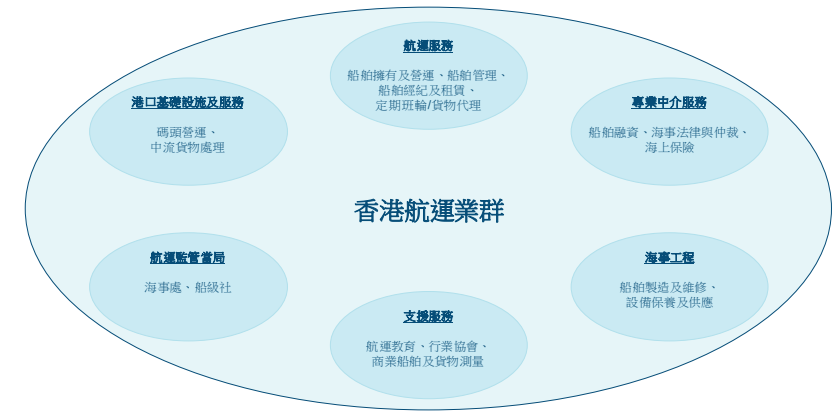 航運服務
船舶擁有及營運、船舶管理、
船舶經紀及租賃、
定期班輪/貨物代理
港口基礎設施及服務
碼頭營運、
中流貨物處理
專業中介服務
船舶融資、海事法律與仲裁、
海上保險
香港航運業群
航運監管當局
海事處、船級社
海事工程
船舶製造及維修、
設備保養及供應
支援服務
航運教育、行業協會、
商業船舶及貨物測量